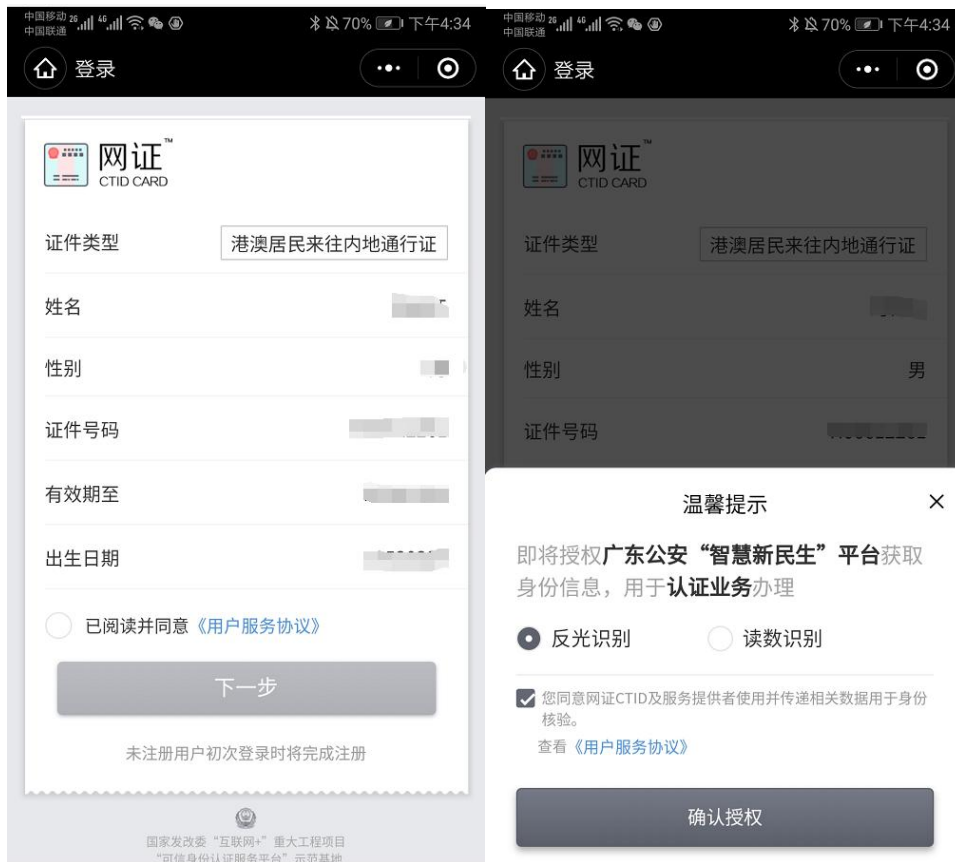 中国移动 2G 4G 70% 下午4:34
中国联通
登录
网证™
CTID CARD
证件类型 港澳居民来往内地通行证
姓名
性别
证件号码
有效期至
出生日期
已阅读并同意《用户服务协议》
下一步
未注册用户初次登录时将完成注册
国家发改委“互联网+”重大工程项目
“可信身份认证服务平台”示范基地
中国移动 2G 4G 70% 下午4:34
中国联通
登录
网证™
CTID CARD
证件类型 港澳居民来往内地通行证
姓名
性别 男
证件号码
温馨提示
即将授权广东公安“智慧新民生”平台获取
身份信息，用于认证业务办理
反光识别 读数识别
您同意网证CTID及服务提供者使用并传递相关数据用于身份
核验。
查看《用户服务协议》
确认授权